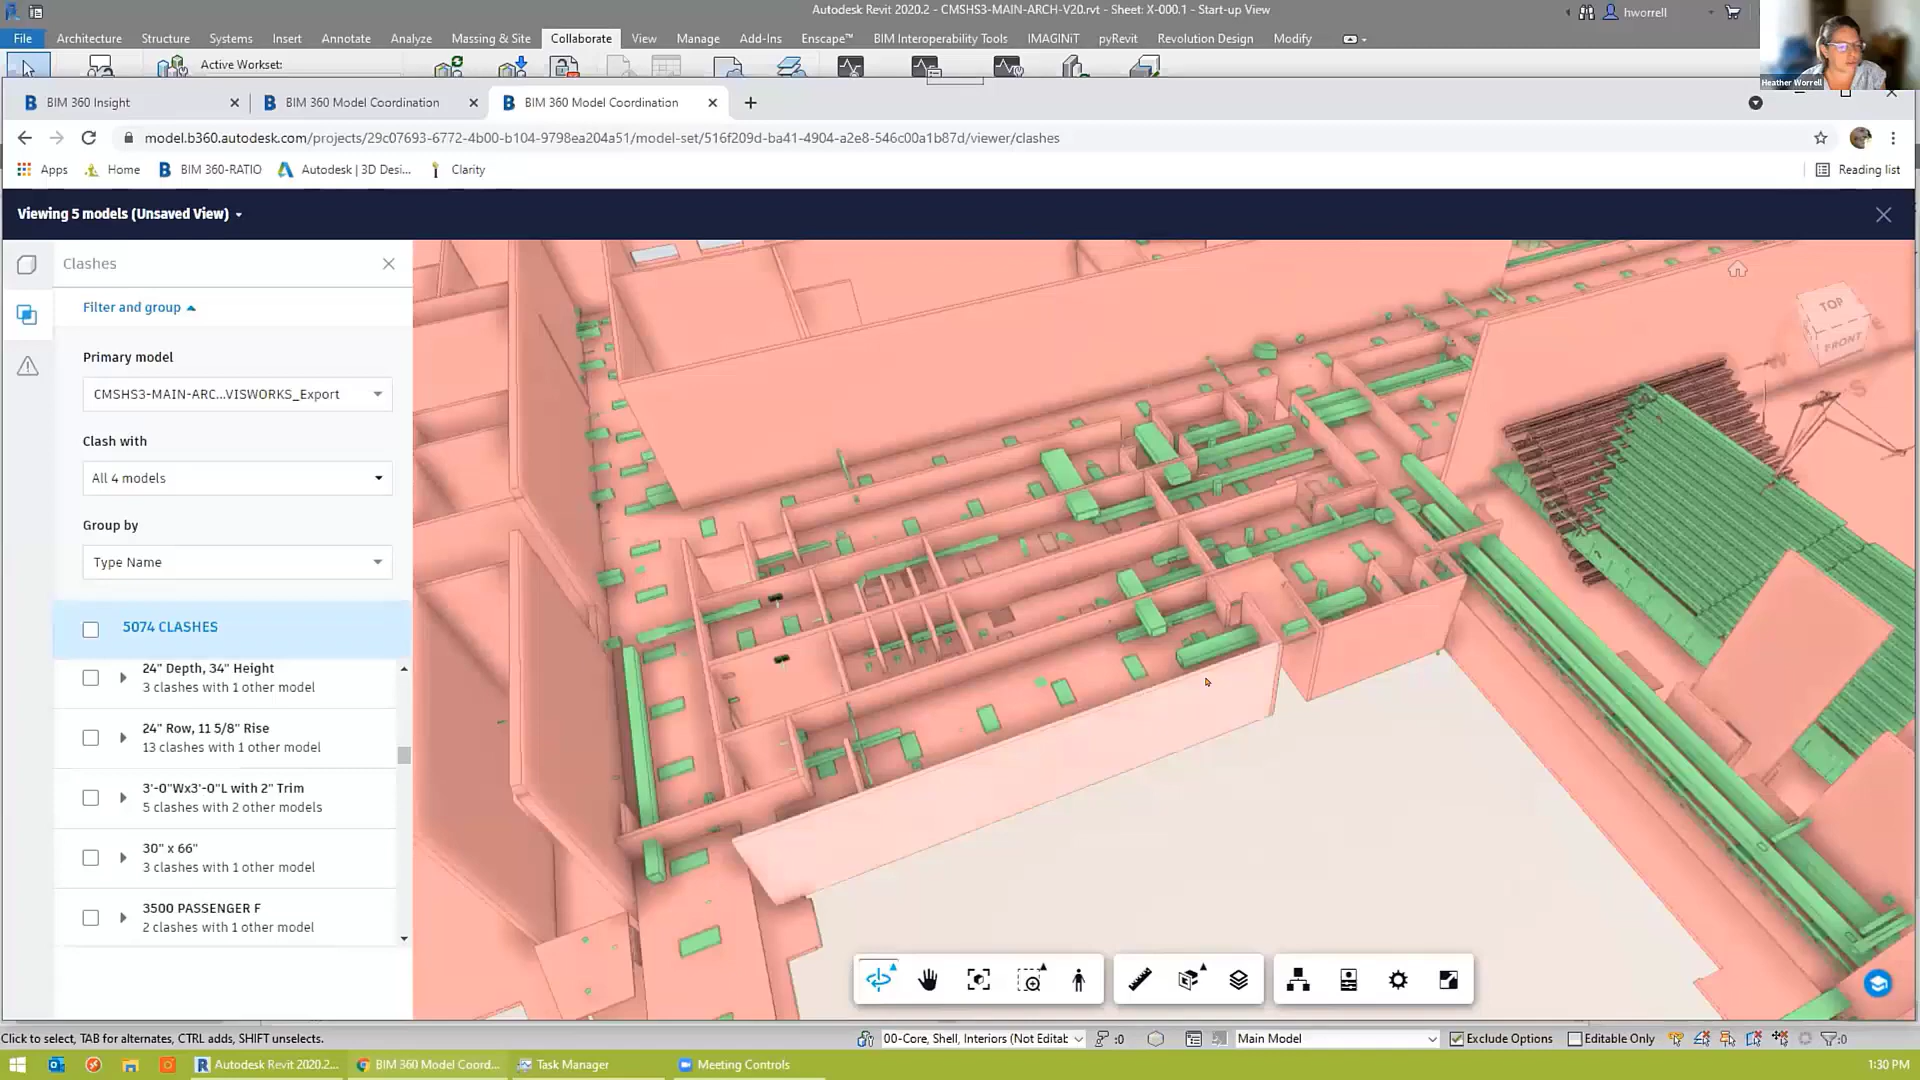 Autodesk Revit 2020.2 - CMSHS3-MAIN-ARCH-V20.rvt - Sheet: X-000.1 - Start-up View
hworrell
File Architecture Structure Systems Insert Annotate Analyze Massing & Site Collaborate View Manage Add-Ins Enscape™ BIM Interoperability Tools IMAGINiT pyRevit Revolution Design Modify
Active Workset:
Heather Worrell
BIM 360 Insight BIM 360 Model Coordination BIM 360 Model Coordination
model.b360.autodesk.com/projects/29c07693-6772-4b00-b104-9798ea204a51/model-set/516f209d-ba41-4904-a2e8-546c00a1b87d/viewer/clashes
Apps Home BIM 360-RATIO Autodesk | 3D Desi... Clarity Reading list
Viewing 5 models (Unsaved View)
Clashes
Filter and group
Primary model
CMSHS3-MAIN-ARC...VISWORKS_Export
Clash with
All 4 models
Group by
Type Name
5074 CLASHES
24" Depth, 34" Height
3 clashes with 1 other model
24" Row, 11 5/8" Rise
13 clashes with 1 other model
3'-0"Wx3'-0"L with 2" Trim
5 clashes with 2 other models
30" x 66"
3 clashes with 1 other model
3500 PASSENGER F
2 clashes with 1 other model
TOP
FRONT
W
E
S
Click to select, TAB for alternates, CTRL adds, SHIFT unselects.
00-Core, Shell, Interiors (Not Editab
:0
Main Model
Exclude Options
Editable Only
:0
Autodesk Revit 2020.2... BIM 360 Model Coord... Task Manager Meeting Controls
1:30 PM